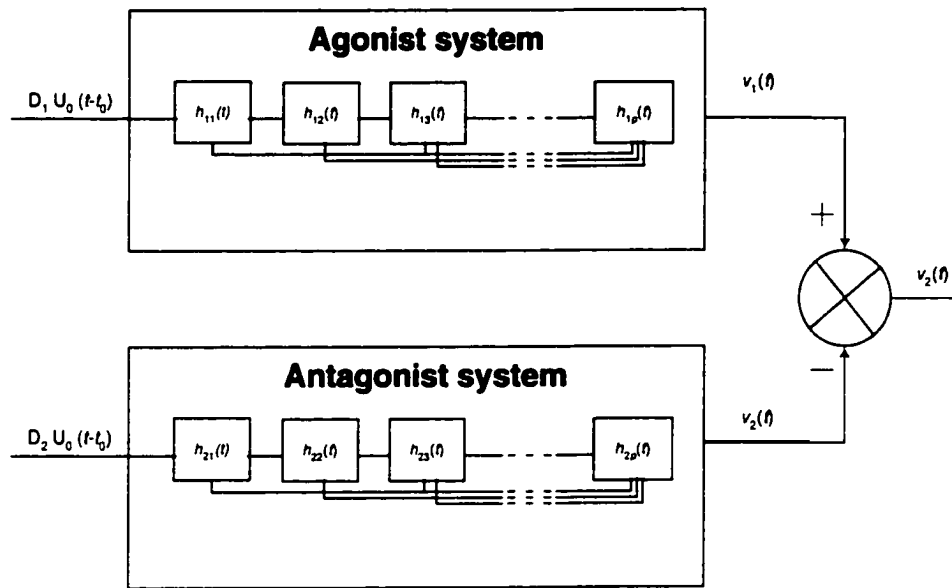 Agonist system
D₁ U₀ (t-t₀)
h₁₁(t)
h₁₂(t)
h₁₃(t)
h₁ₚ(t)
v₁(t)
+
v₂(t)
−
Antagonist system
D₂ U₀ (t-t₀)
h₂₁(t)
h₂₂(t)
h₂₃(t)
h₂ₚ(t)
v₂(t)